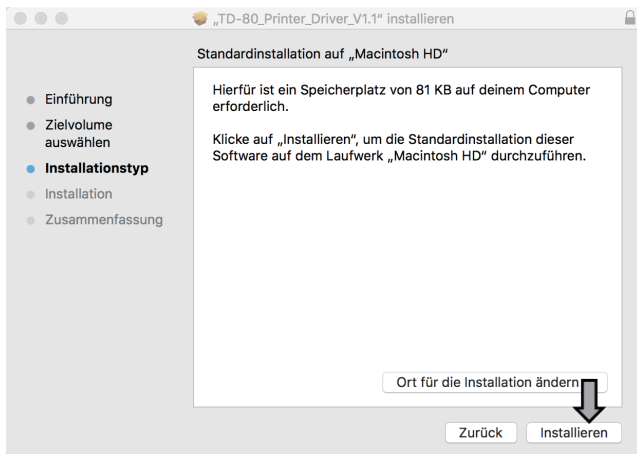 „TD-80_Printer_Driver_V1.1“ installieren
Standardinstallation auf „Macintosh HD“
Einführung
Zielvolume
auswählen
Installationstyp
Installation
Zusammenfassung
Hierfür ist ein Speicherplatz von 81 KB auf deinem Computer
erforderlich.
Klicke auf „Installieren“, um die Standardinstallation dieser
Software auf dem Laufwerk „Macintosh HD“ durchzuführen.
Ort für die Installation ändern
Zurück
Installieren